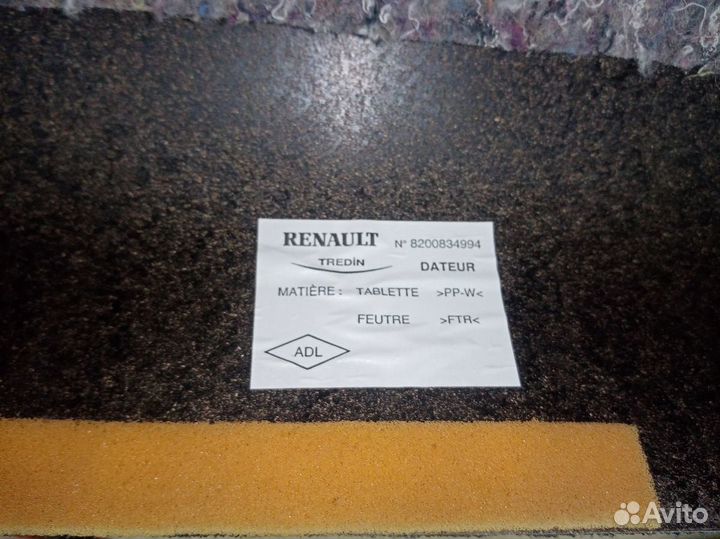 RENAULT N° 8200834994
TREDiN DATEUR
MATIÈRE : TABLETTE >PP-W<
FEUTRE >FTR<
ADL
Avito